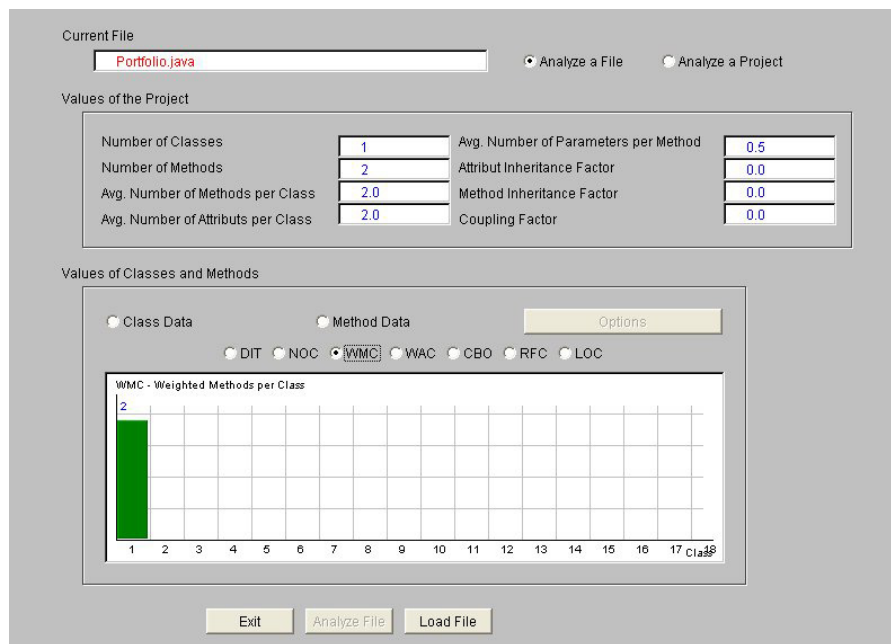 Current File
Portfolio.java
Analyze a File
Analyze a Project
Values of the Project
Number of Classes
1
Avg. Number of Parameters per Method
0.5
Number of Methods
2
Attribut Inheritance Factor
0.0
Avg. Number of Methods per Class
2.0
Method Inheritance Factor
0.0
Avg. Number of Attributs per Class
2.0
Coupling Factor
0.0
Values of Classes and Methods
Class Data
Method Data
Options
DIT NOC WMC WAC CBO RFC LOC
WMC - Weighted Methods per Class
2
1 2 3 4 5 6 7 8 9 10 11 12 13 14 15 16 17 18
Class
Exit
Analyze File
Load File